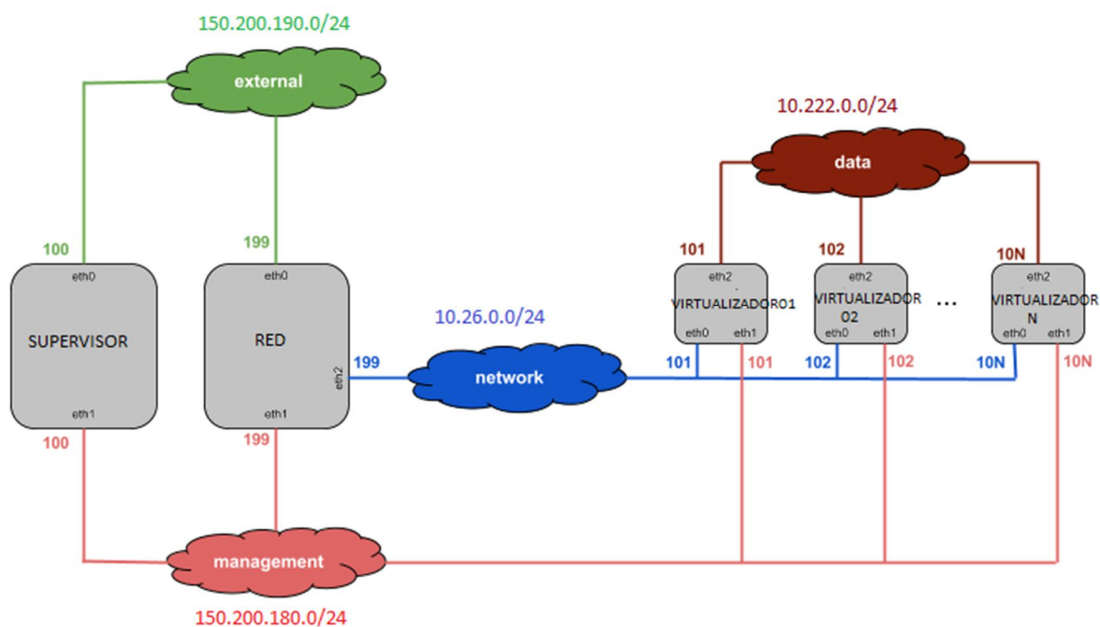 150.200.190.0/24
external
10.222.0.0/24
data
100
199
101
102
10N
eth0
eth0
eth2
eth2
eth2
SUPERVISOR
RED
VIRTUALIZADOR01
VIRTUALIZADOR
02
...
VIRTUALIZADOR
N
eth0
eth1
eth0
eth1
eth0
eth1
10.26.0.0/24
199
eth2
network
101
101
102
102
10N
10N
eth1
eth1
100
199
management
150.200.180.0/24